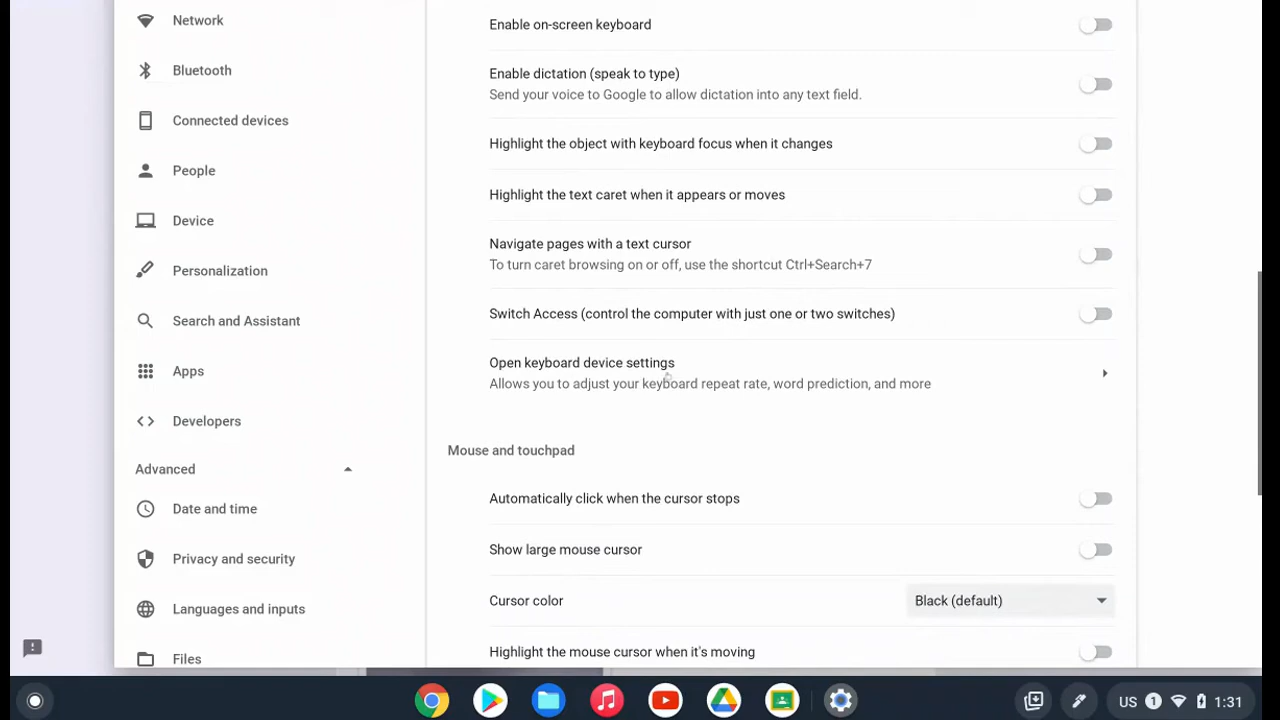 Network
Bluetooth
Connected devices
People
Device
Personalization
Search and Assistant
Apps
Developers
Advanced
Date and time
Privacy and security
Languages and inputs
Files
Enable on-screen keyboard
Enable dictation (speak to type)
Send your voice to Google to allow dictation into any text field.
Highlight the object with keyboard focus when it changes
Highlight the text caret when it appears or moves
Navigate pages with a text cursor
To turn caret browsing on or off, use the shortcut Ctrl+Search+7
Switch Access (control the computer with just one or two switches)
Open keyboard device settings
Allows you to adjust your keyboard repeat rate, word prediction, and more
Mouse and touchpad
Automatically click when the cursor stops
Show large mouse cursor
Cursor color
Black (default)
Highlight the mouse cursor when it's moving
US 1 1:31